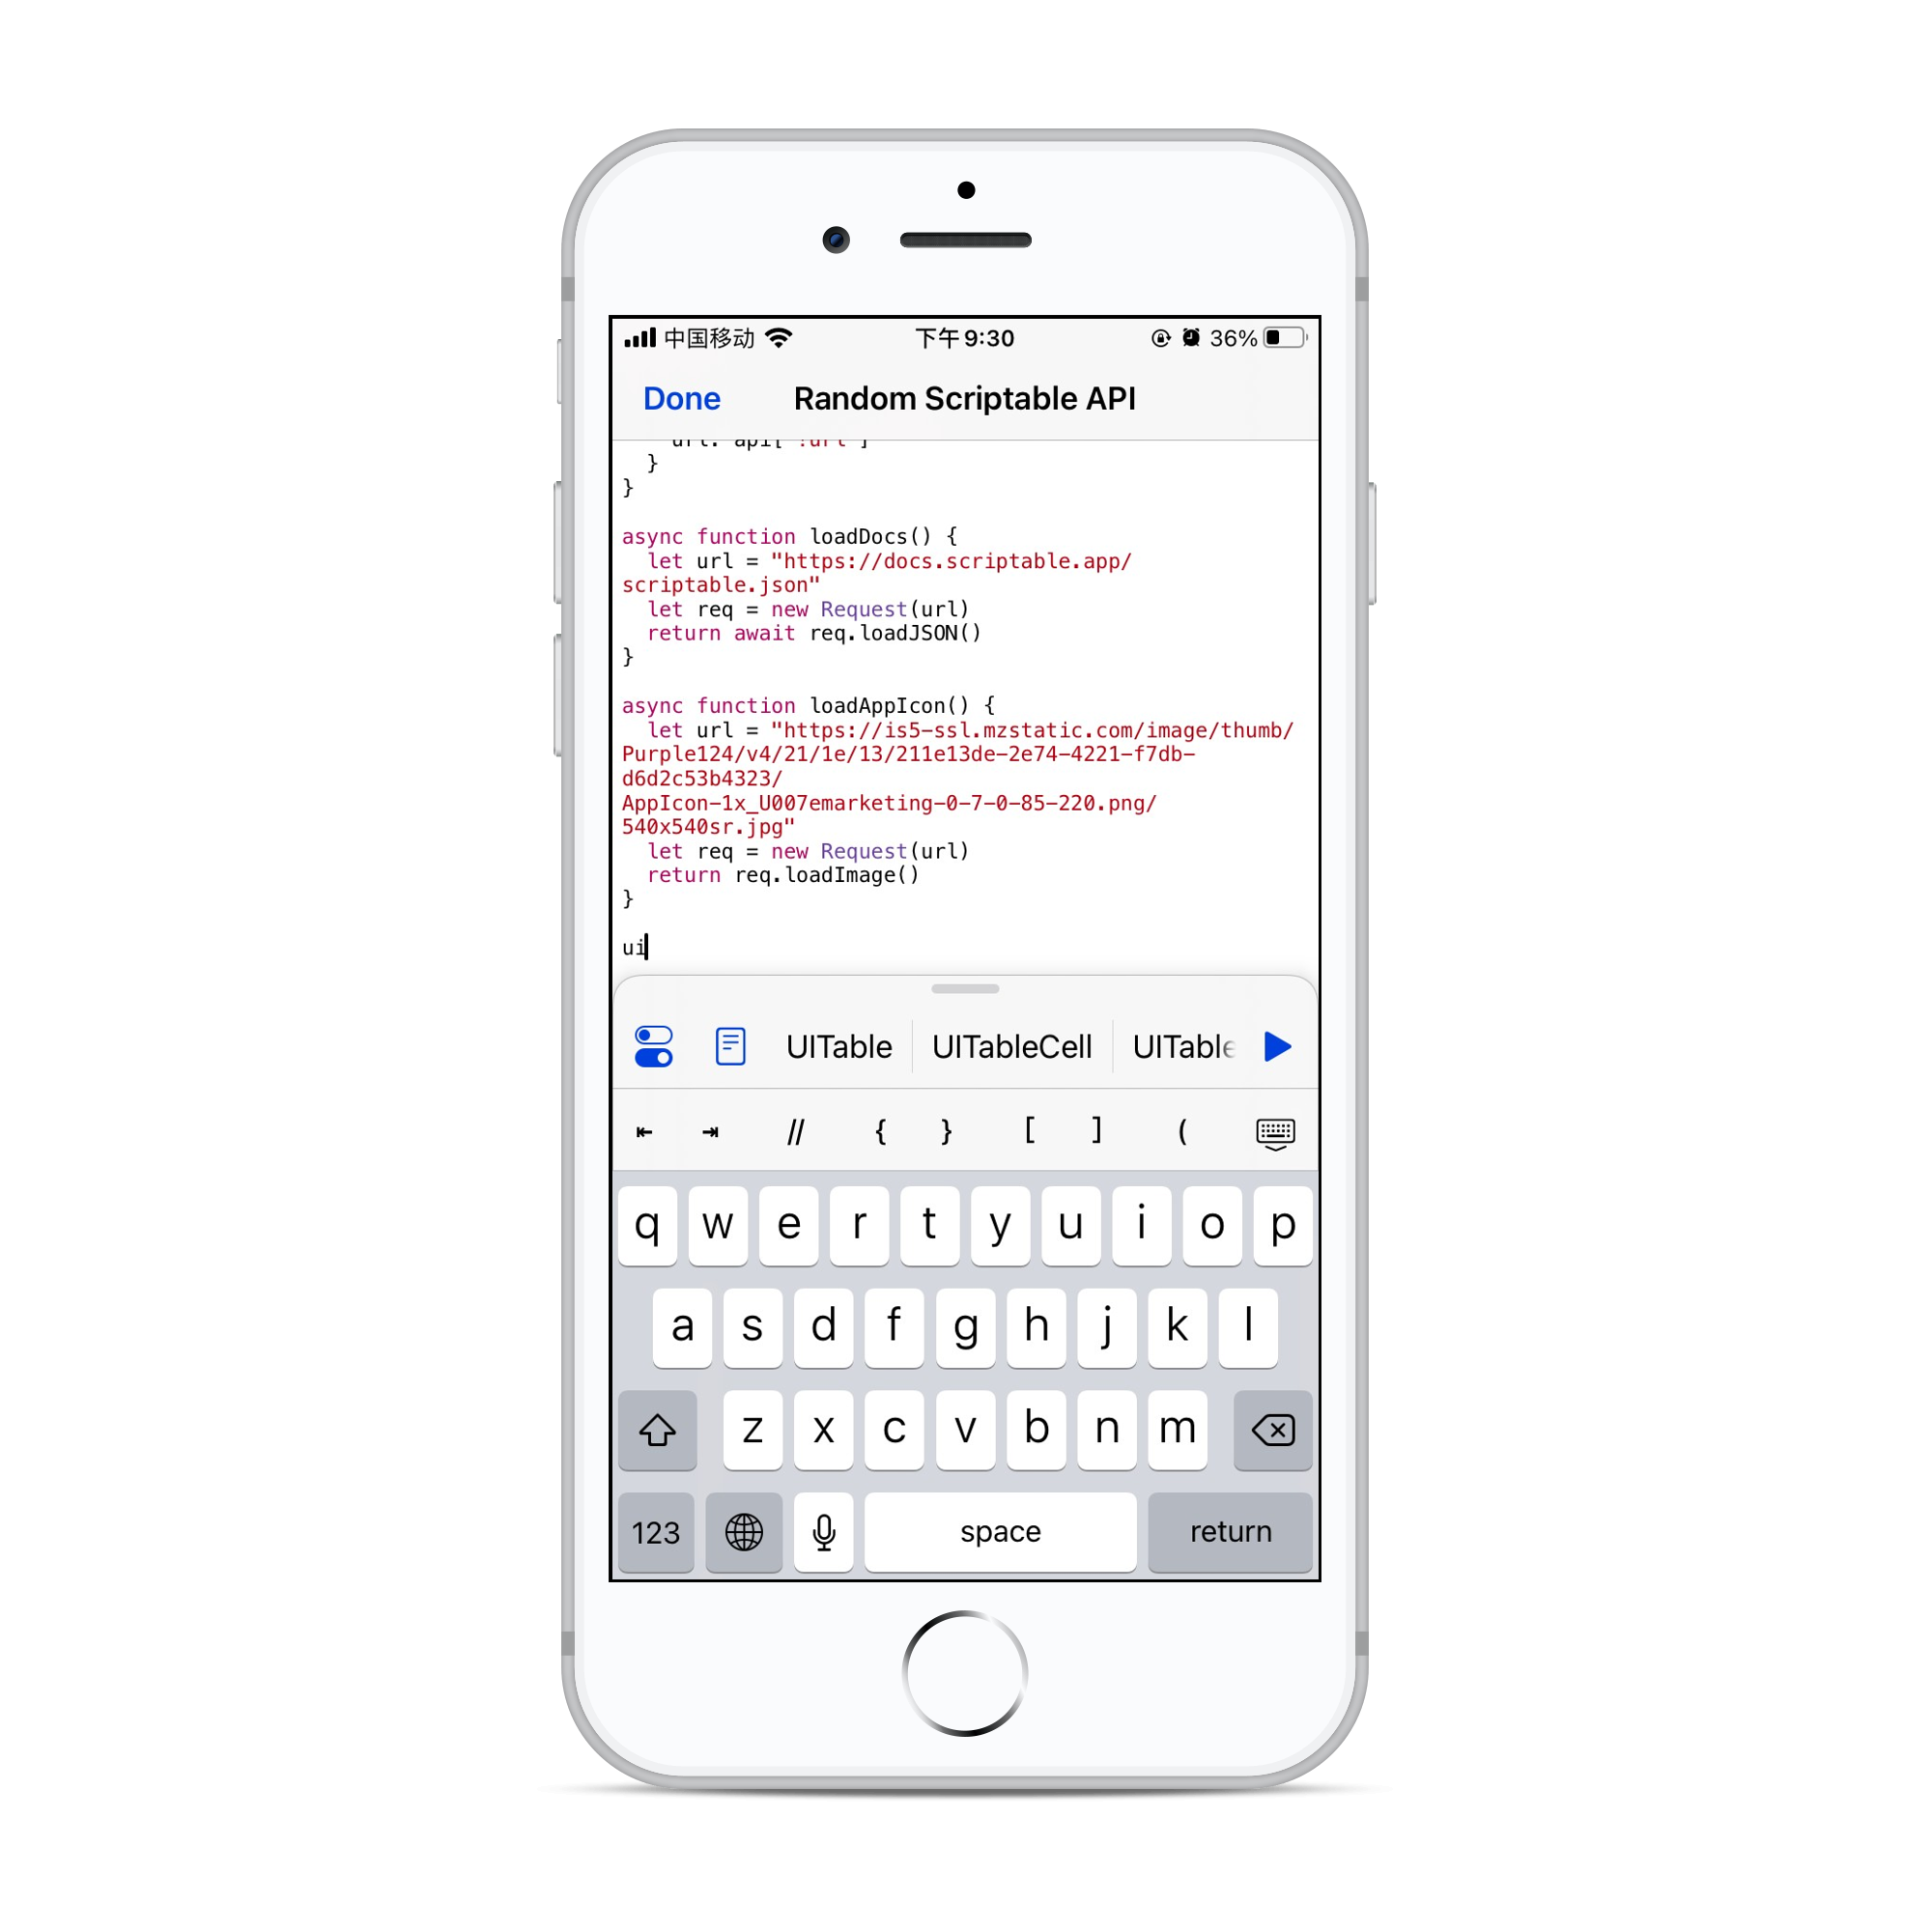 中国移动 下午9:30 36%
Done Random Scriptable API
url: api["!url"]
}
}
async function loadDocs() {
let url = "https://docs.scriptable.app/
scriptable.json"
let req = new Request(url)
return await req.loadJSON()
}
async function loadAppIcon() {
let url = "https://is5-ssl.mzstatic.com/image/thumb/
Purple124/v4/21/1e/13/211e13de-2e74-4221-f7db-
d6d2c53b4323/
AppIcon-1x_U007emarketing-0-7-0-85-220.png/
540x540sr.jpg"
let req = new Request(url)
return req.loadImage()
}
ui
UITable UITableCell UITable
// { } [ ] (
q w e r t y u i o p
a s d f g h j k l
z x c v b n m
123 space return